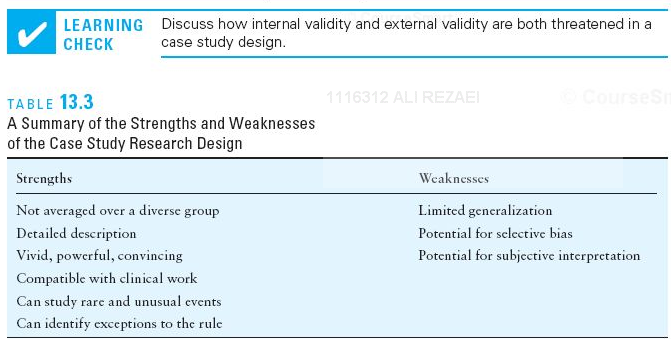 LEARNING CHECK
Discuss how internal validity and external validity are both threatened in a
case study design.
TABLE 13.3
1116312 ALI REZAEI
© CourseSm
A Summary of the Strengths and Weaknesses
of the Case Study Research Design
Strengths Weaknesses
Not averaged over a diverse group Limited generalization
Detailed description Potential for selective bias
Vivid, powerful, convincing Potential for subjective interpretation
Compatible with clinical work
Can study rare and unusual events
Can identify exceptions to the rule